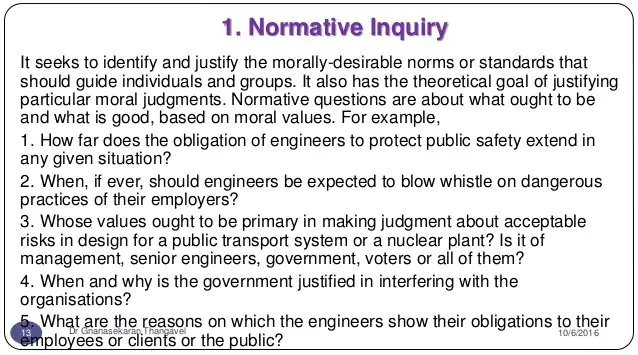 1. Normative Inquiry
It seeks to identify and justify the morally-desirable norms or standards that
should guide individuals and groups. It also has the theoretical goal of justifying
particular moral judgments. Normative questions are about what ought to be
and what is good, based on moral values. For example,
1. How far does the obligation of engineers to protect public safety extend in
any given situation?
2. When, if ever, should engineers be expected to blow whistle on dangerous
practices of their employers?
3. Whose values ought to be primary in making judgment about acceptable
risks in design for a public transport system or a nuclear plant? Is it of
management, senior engineers, government, voters or all of them?
4. When and why is the government justified in interfering with the
organisations?
5. What are the reasons on which the engineers show their obligations to their
13 Dr Gnanasekaran Thangavel 10/6/2016
employees or clients or the public?